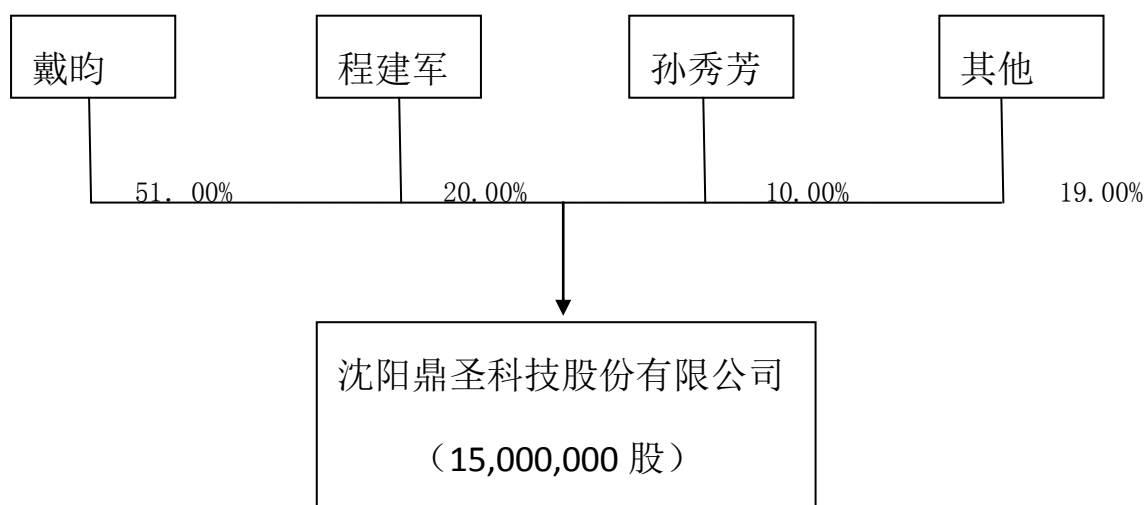 戴昀
程建军
孙秀芳
其他
51. 00%
20.00%
10.00%
19.00%
沈阳鼎圣科技股份有限公司
（15,000,000 股）